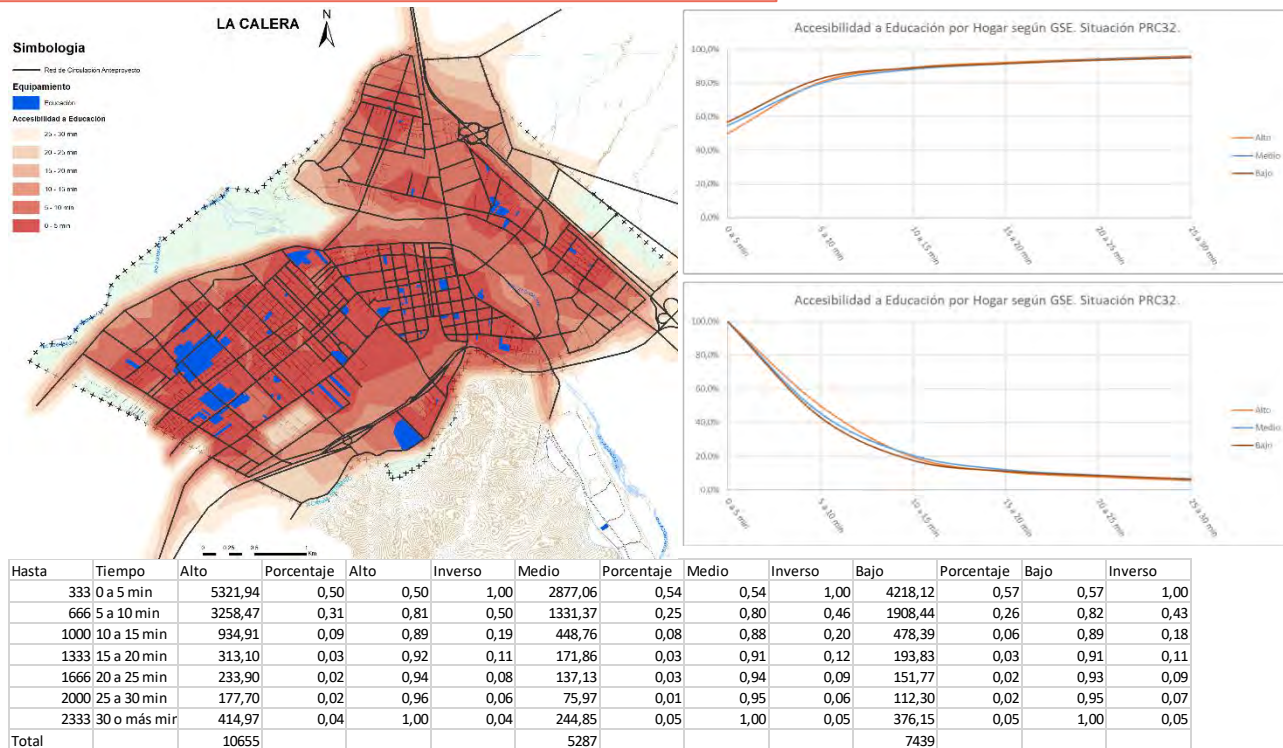 LA CALERA
N
Simbología
Red de Circulación Anteproyecto
Equipamiento
Educación
Accesibilidad a Educación
25 - 30 min
20 - 25 min
15 - 20 min
10 - 15 min
5 - 10 min
0 - 5 min
0 0.25 0.5 1
Km
Accesibilidad a Educación por Hogar según GSE. Situación PRC32.
100,0%
80,0%
60,0%
40,0%
20,0%
0,0%
0 a 5 min
5 a 10 min
10 a 15 min
15 a 20 min
20 a 25 min
25 a 30 min
Alto
Medio
Bajo
Accesibilidad a Educación por Hogar según GSE. Situación PRC32.
100,0%
80,0%
60,0%
40,0%
20,0%
0,0%
0 a 5 min
5 a 10 min
10 a 15 min
15 a 20 min
20 a 25 min
25 a 30 min
Alto
Medio
Bajo
Hasta Tiempo Alto Porcentaje Alto Inverso Medio Porcentaje Medio Inverso Bajo Porcentaje Bajo Inverso
333 0 a 5 min 5321,94 0,50 0,50 1,00 2877,06 0,54 0,54 1,00 4218,12 0,57 0,57 1,00
666 5 a 10 min 3258,47 0,31 0,81 0,50 1331,37 0,25 0,80 0,46 1908,44 0,26 0,82 0,43
1000 10 a 15 min 934,91 0,09 0,89 0,19 448,76 0,08 0,88 0,20 478,39 0,06 0,89 0,18
1333 15 a 20 min 313,10 0,03 0,92 0,11 171,86 0,03 0,91 0,12 193,83 0,03 0,91 0,11
1666 20 a 25 min 233,90 0,02 0,94 0,08 137,13 0,03 0,94 0,09 151,77 0,02 0,93 0,09
2000 25 a 30 min 177,70 0,02 0,96 0,06 75,97 0,01 0,95 0,06 112,30 0,02 0,95 0,07
2333 30 o más mir 414,97 0,04 1,00 0,04 244,85 0,05 1,00 0,05 376,15 0,05 1,00 0,05
Total 10655 5287 7439